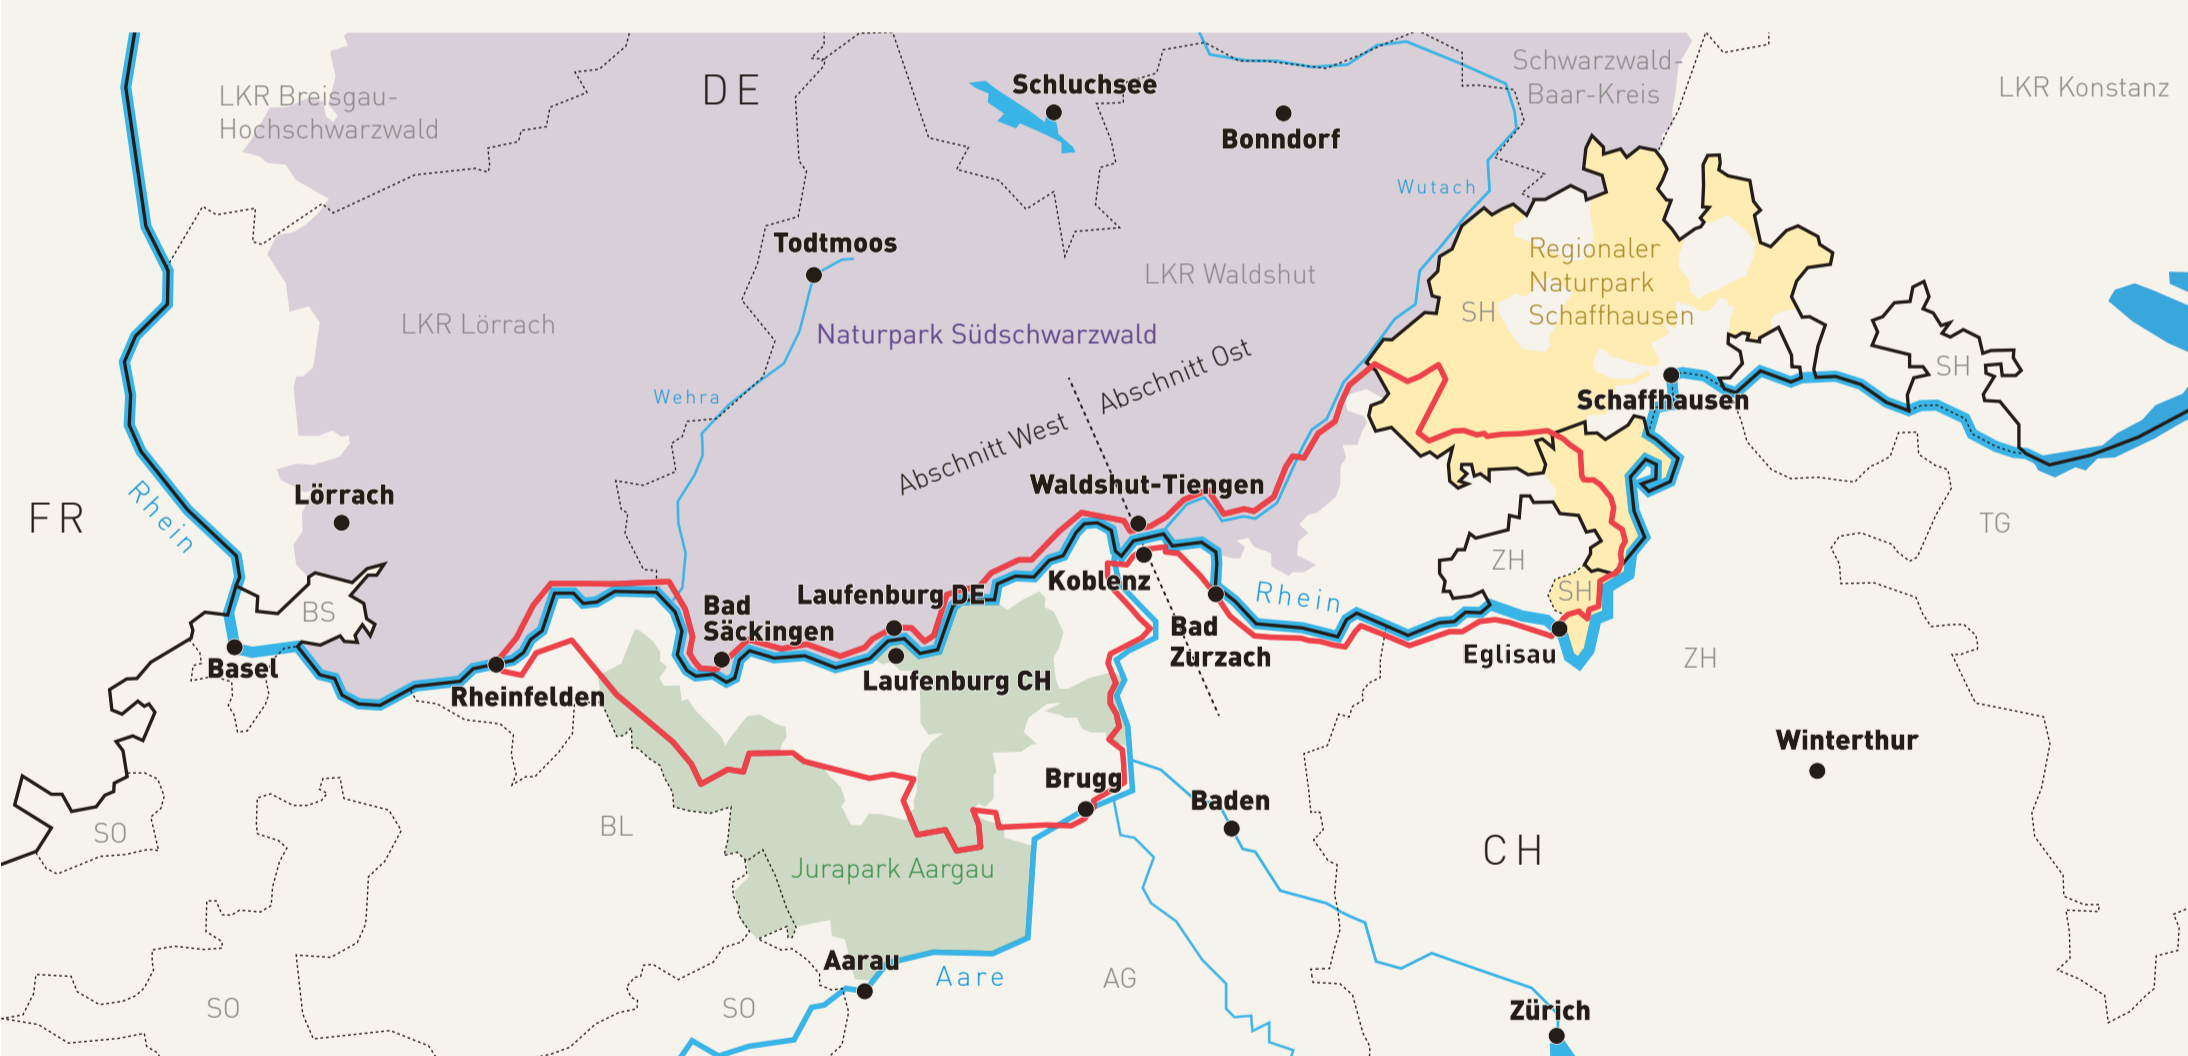 Schwarzwald-
Baar-Kreis
DE
Schluchsee
LKR Konstanz
LKR Breisgau-
Hochschwarzwald
Bonndorf
Wutach
Todtmoos
Regionaler
Naturpark
Schaffhausen
LKR Waldshut
SH
LKR Lörrach
Naturpark Südschwarzwald
Abschnitt Ost
SH
Wehra
Schaffhausen
Abschnitt West
Lörrach
Waldshut-Tiengen
FR
Rhein
TG
ZH
Koblenz
SH
Laufenburg DE
Rhein
BS
Bad
Säckingen
Bad
Zurzach
Eglisau
ZH
Basel
Laufenburg CH
Rheinfelden
Winterthur
Brugg
Baden
SO
BL
CH
Jurapark Aargau
Aarau
Aare
AG
SO
SO
Zürich